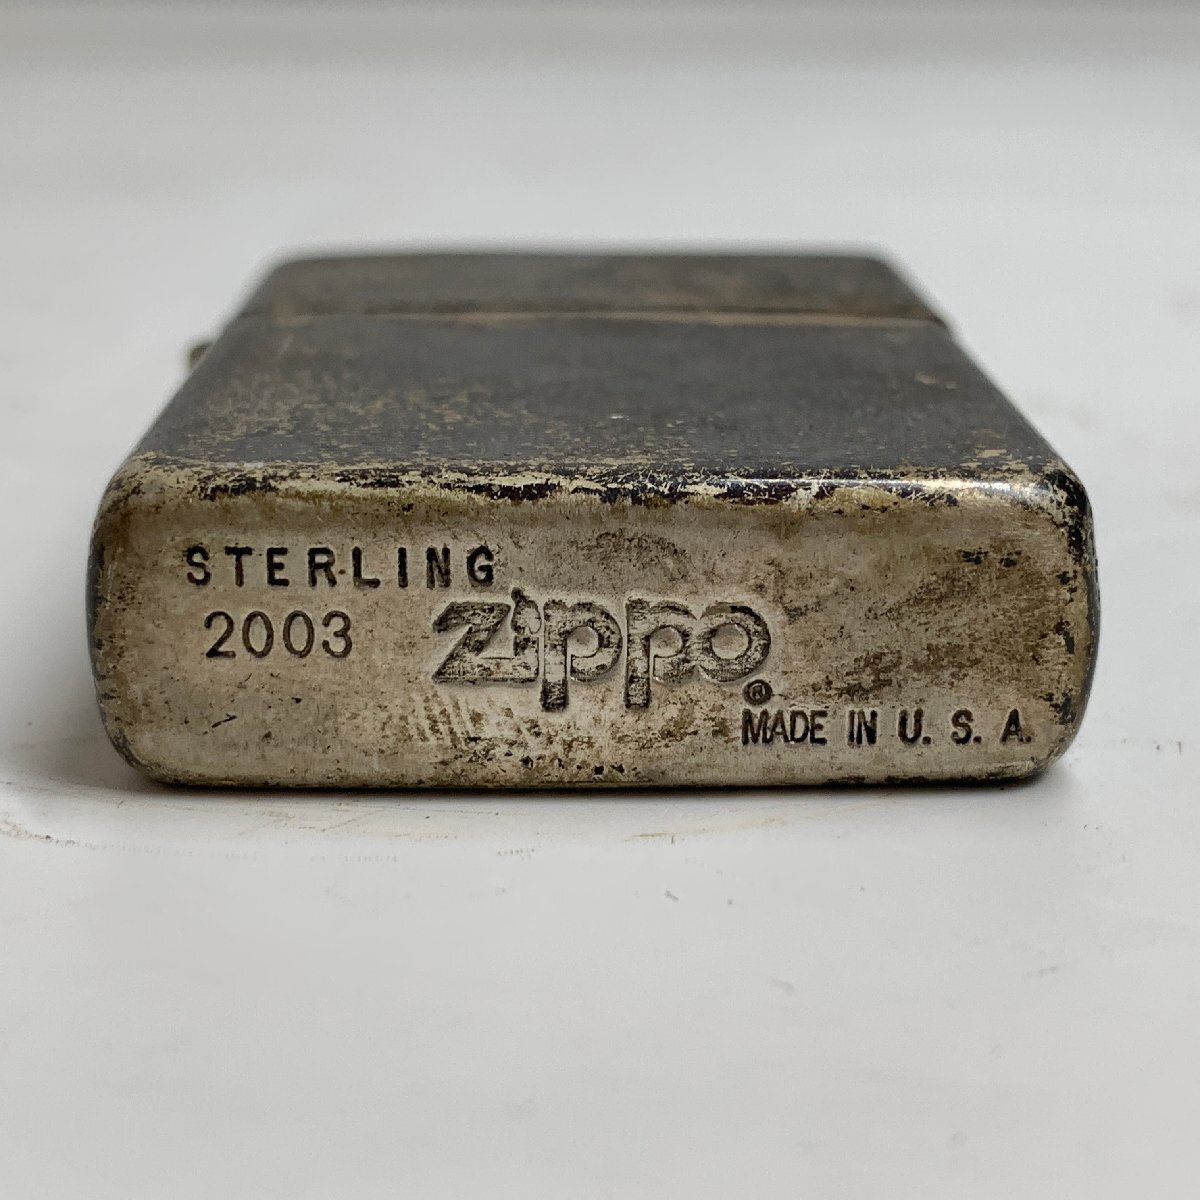 STERLING
2003
Zippo®
MADE IN U. S. A.